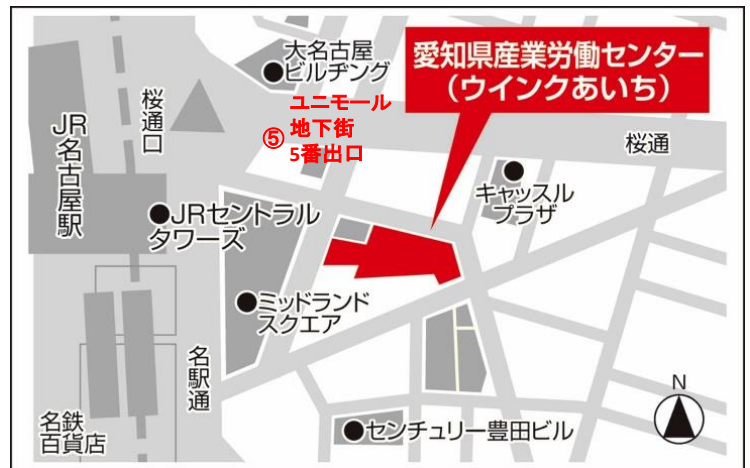 大名古屋
ビルヂング
愛知県産業労働センター
(ウインクあいち)
ユニモール
⑤ 地下街
5番出口
桜通口
JR名古屋駅
桜通
キャッスル
プラザ
JRセントラル
タワーズ
ミッドランド
スクエア
名駅通
名鉄
百貨店
センチュリー豊田ビル
N